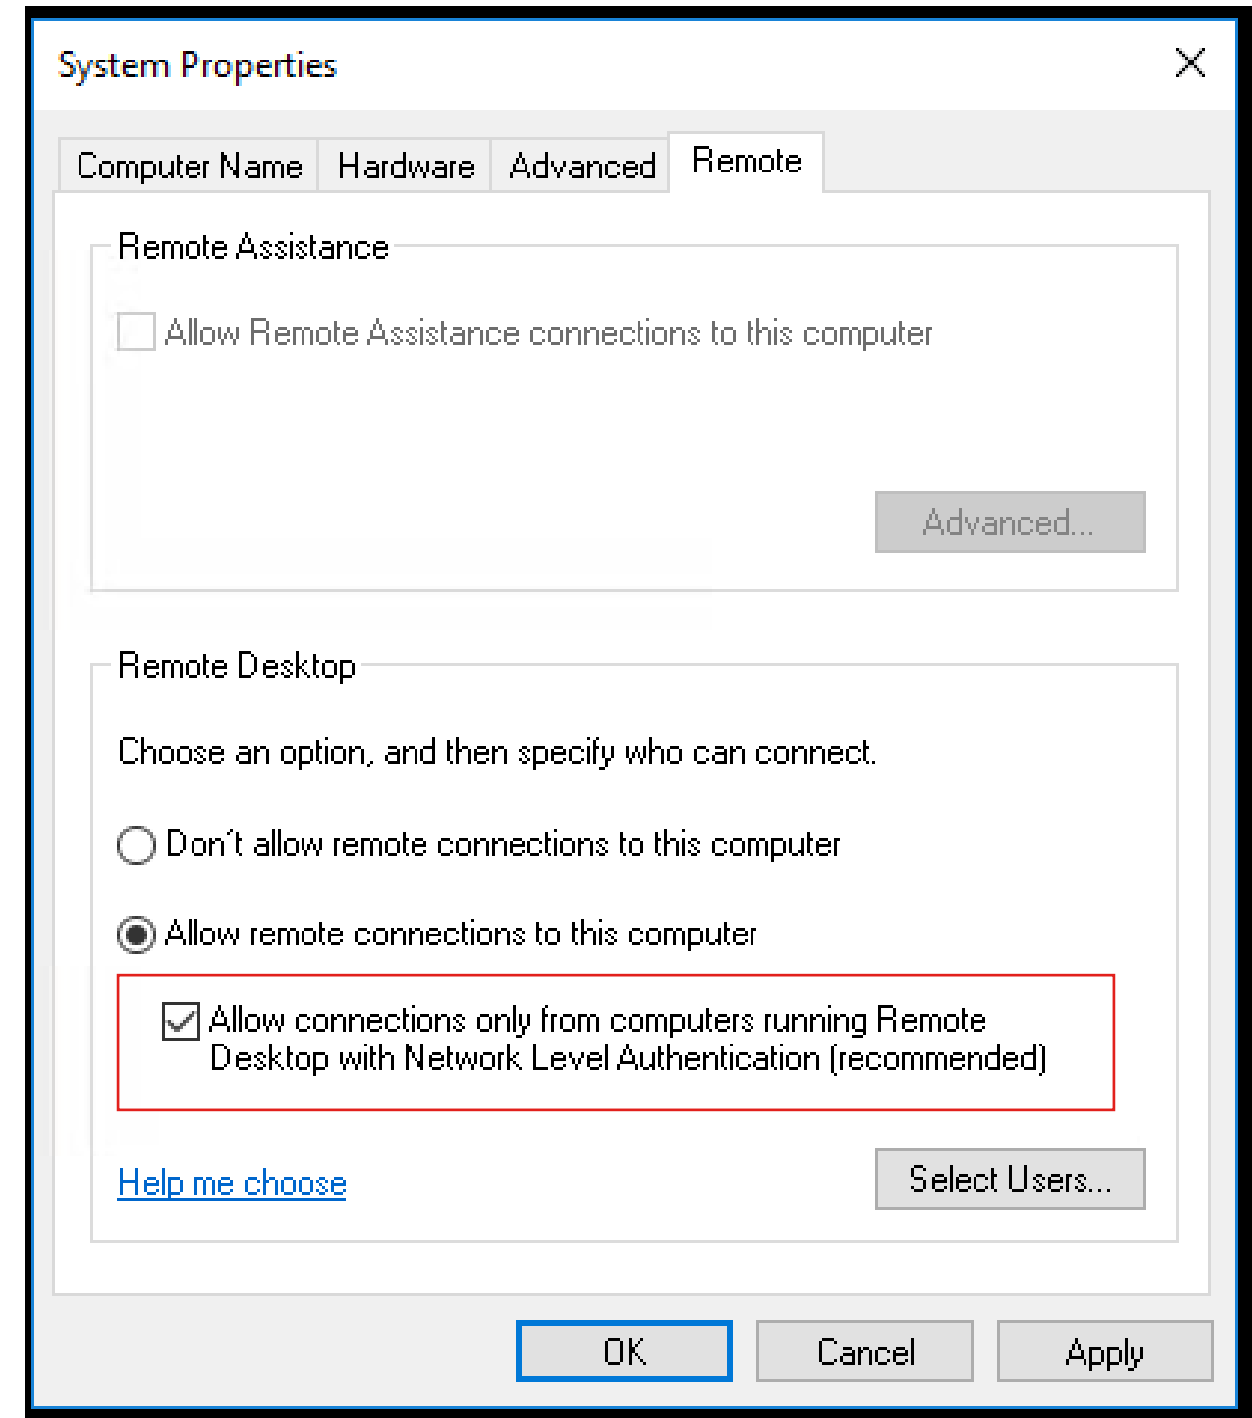 System Properties
Computer Name
Hardware
Advanced
Remote
Remote Assistance
Allow Remote Assistance connections to this computer
Advanced...
Remote Desktop
Choose an option, and then specify who can connect.
Don't allow remote connections to this computer
Allow remote connections to this computer
Allow connections only from computers running Remote
Desktop with Network Level Authentication (recommended)
Help me choose
Select Users...
OK
Cancel
Apply